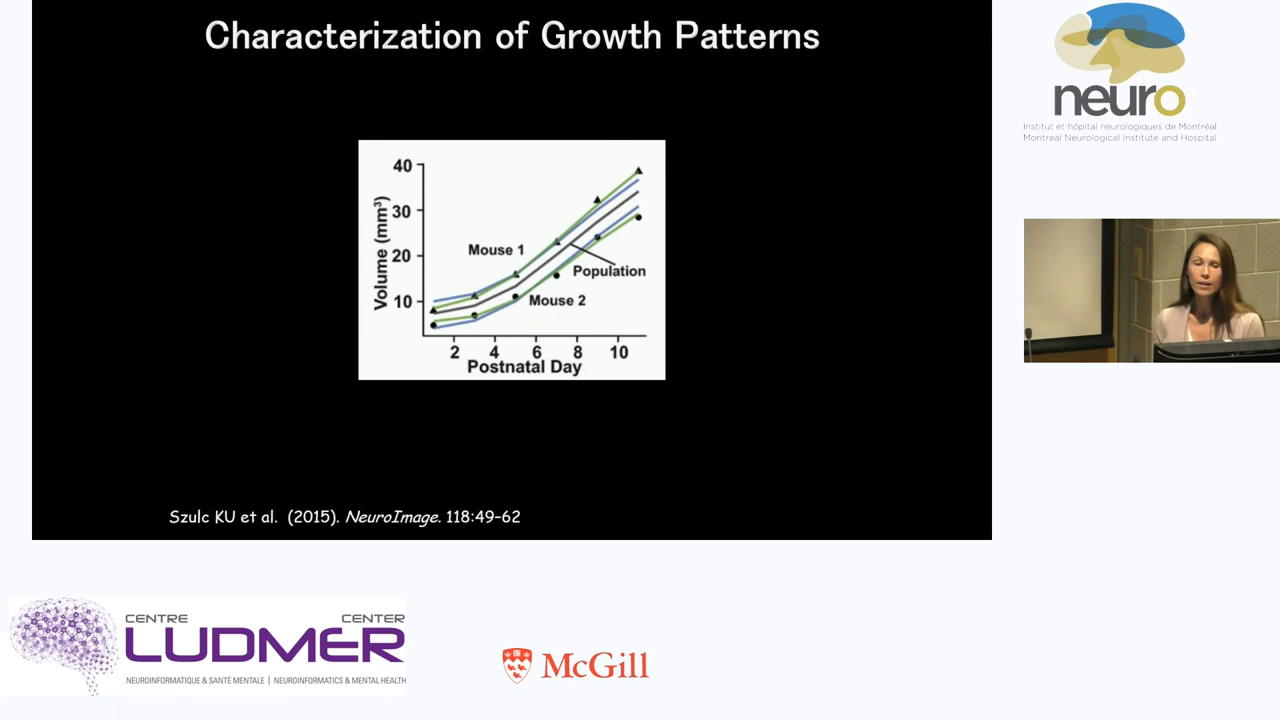 Characterization of Growth Patterns
40
30
20
10
Volume (mm³)
Mouse 1
Population
Mouse 2
2 4 6 8 10
Postnatal Day
Szulc KU et al. (2015). NeuroImage. 118:49–62
neuro
Institut et hôpital neurologiques de Montréal
Montreal Neurological Institute and Hospital
CENTRE CENTER
LUDMER
NEUROINFORMATIQUE & SANTÉ MENTALE | NEUROINFORMATICS & MENTAL HEALTH
McGill